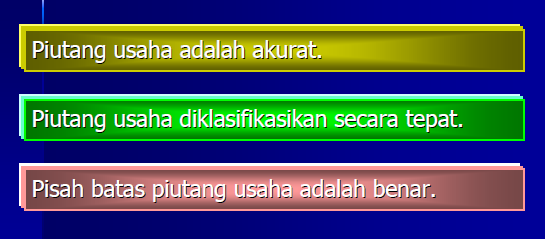 Piutang usaha adalah akurat.
Piutang usaha diklasifikasikan secara tepat.
Pisah batas piutang usaha adalah benar.